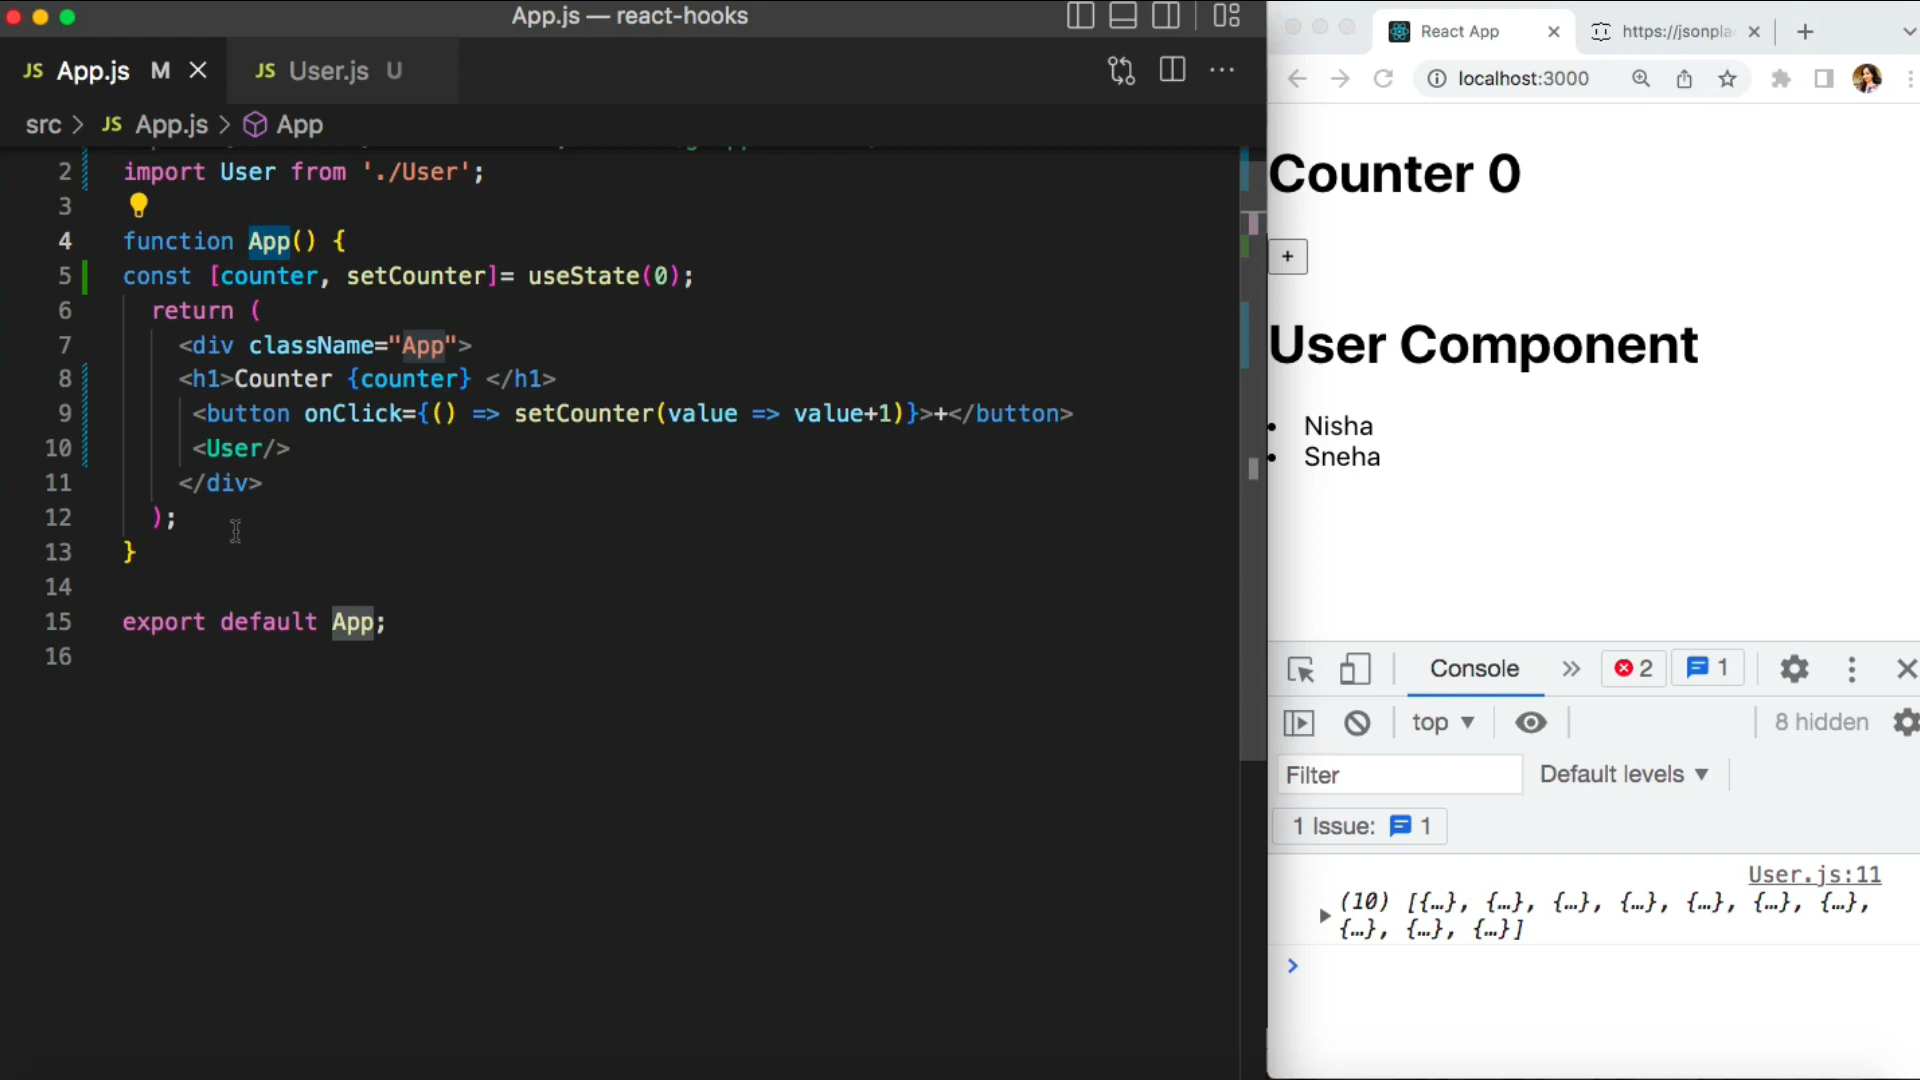 App.js — react-hooks
JS App.js M
JS User.js U
src > JS App.js > App
2 import User from './User';
3
4 function App() {
5 const [counter, setCounter]= useState(0);
6 return (
7 <div className="App">
8 <h1>Counter {counter} </h1>
9 <button onClick={() => setCounter(value => value+1)}>+</button>
10 <User/>
11 </div>
12 );
13 }
14
15 export default App;
16
React App
https://jsonpla
localhost:3000
Counter 0
+
User Component
• Nisha
• Sneha
Console
2
1
top
8 hidden
Filter
Default levels
1 Issue: 1
User.js:11
(10) [{…}, {…}, {…}, {…}, {…}, {…}, {…},
{…}, {…}, {…}]